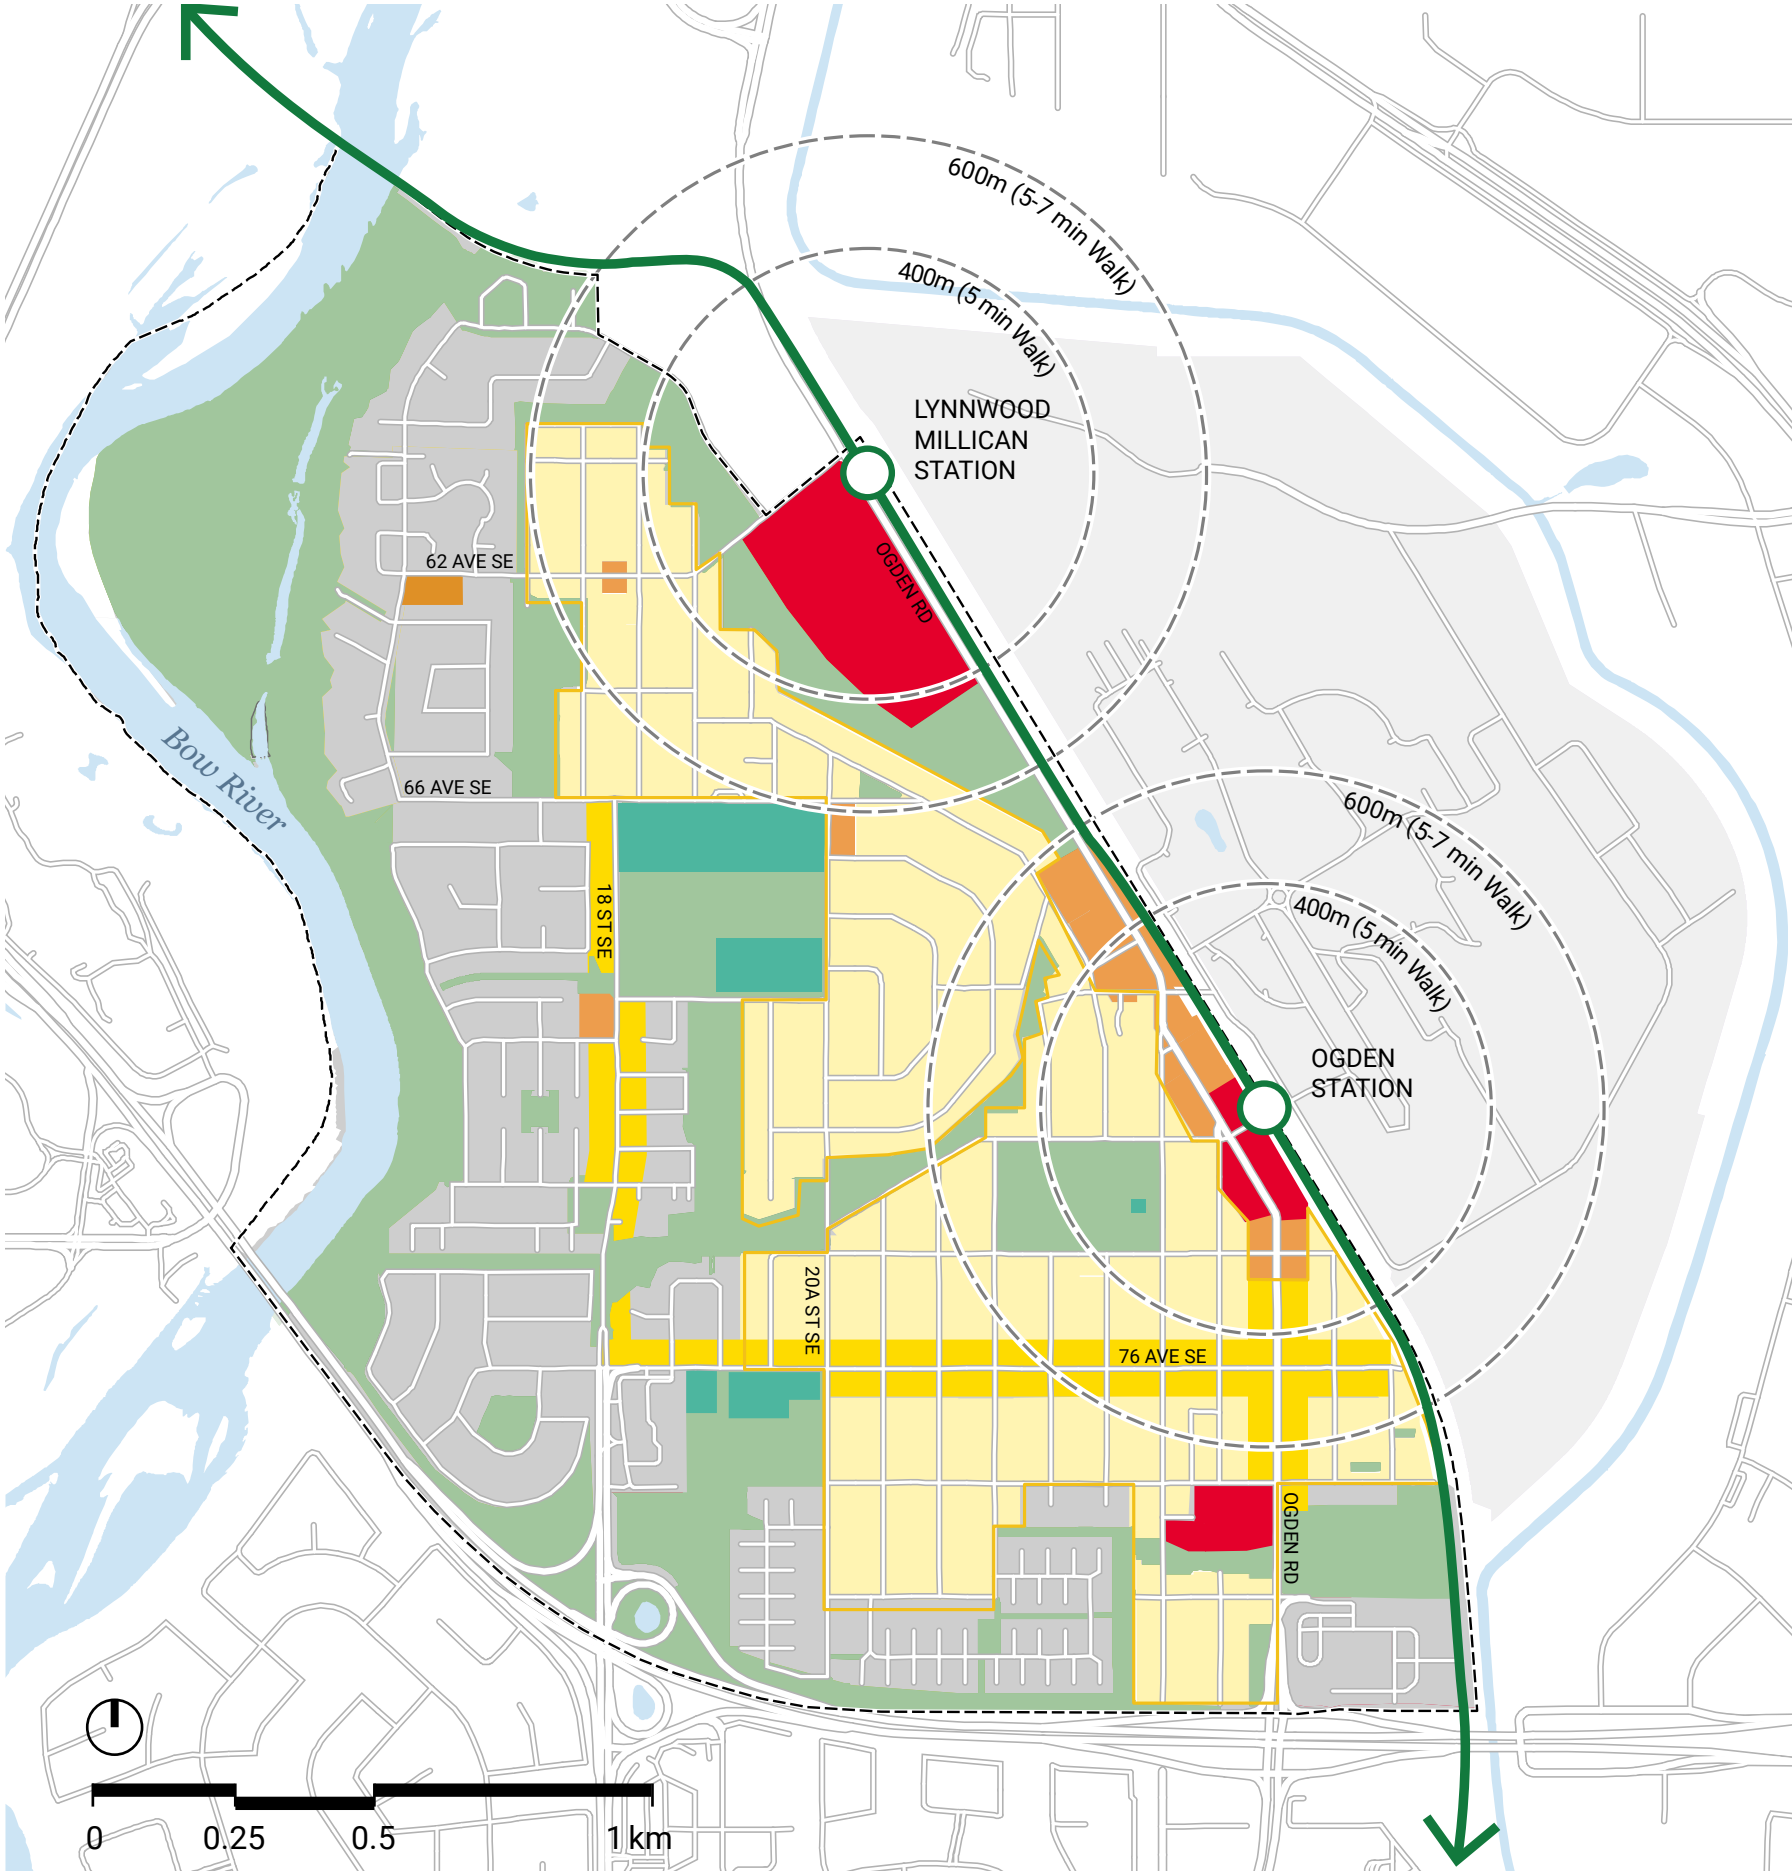 600m (5-7 min Walk)
400m (5 min Walk)
LYNNWOOD
MILLICAN
STATION
OGDEN RD
62 AVE SE
Bow River
66 AVE SE
600m (5-7 min Walk)
18 ST SE
400m (5 min Walk)
OGDEN
STATION
20A ST SE
76 AVE SE
OGDEN RD
0 0.25 0.5 1 km